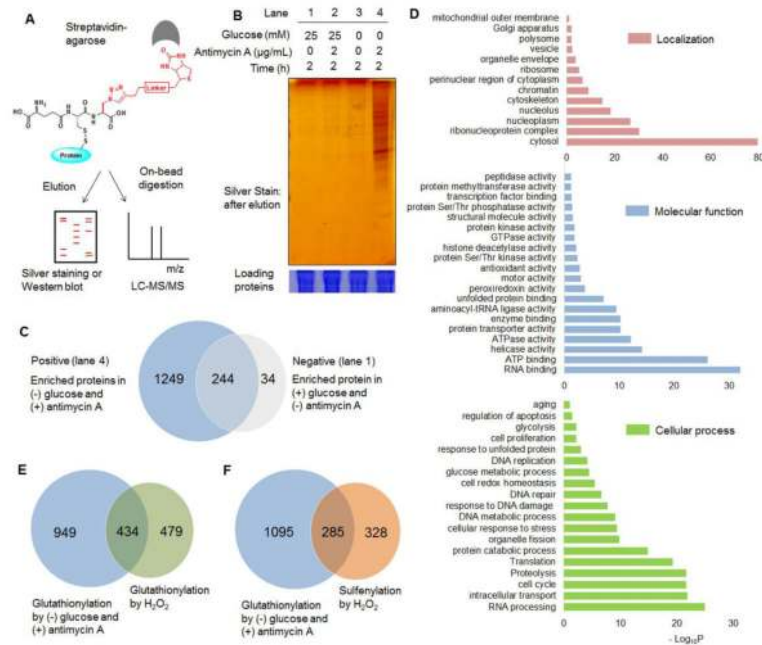 A
Streptavidin-
agarose
Linker
Protein
Elution
On-bead
digestion
Silver staining or
Western blot
m/z
LC-MS/MS
B
Lane 1 2 3 4
Glucose (mM) 25 25 0 0
Antimycin A (µg/mL) 0 2 0 2
Time (h) 2 2 2 2
Silver Stain:
after elution
Loading
proteins
C
Positive (lane 4)
Enriched proteins in
(-) glucose and
(+) antimycin A
1249
244
34
Negative (lane 1)
Enriched protein in
(+) glucose and
(-) antimycin A
E
949
434
479
Glutathionylation
by (-) glucose and
(+) antimycin A
Glutathionylation
by H₂O₂
F
1095
285
328
Glutathionylation
by (-) glucose and
(+) antimycin A
Sulfenylation
by H₂O₂
D
mitochondrial outer membrane
Golgi apparatus
polysome
vesicle
organelle envelope
ribosome
perinuclear region of cytoplasm
chromatin
cytoskeleton
nucleolus
nucleoplasm
ribonucleoprotein complex
cytosol
Localization
0 20 40 60 80
peptidase activity
protein methyltransferase activity
transcription factor binding
protein Ser/Thr phosphatase activity
structural molecule activity
protein kinase activity
GTPase activity
histone deacetylase activity
protein Ser/Thr kinase activity
antioxidant activity
motor activity
peroxiredoxin activity
unfolded protein binding
aminoacyl-tRNA ligase activity
enzyme binding
protein transporter activity
ATPase activity
helicase activity
ATP binding
RNA binding
Molecular function
0 10 20 30
aging
regulation of apoptosis
glycolysis
cell proliferation
response to unfolded protein
DNA replication
glucose metabolic process
cell redox homeostasis
DNA repair
response to DNA damage
DNA metabolic process
cellular response to stress
organelle fission
protein catabolic process
Translation
Proteolysis
cell cycle
intracellular transport
RNA processing
Cellular process
0 10 20 30
- Log₁₀P